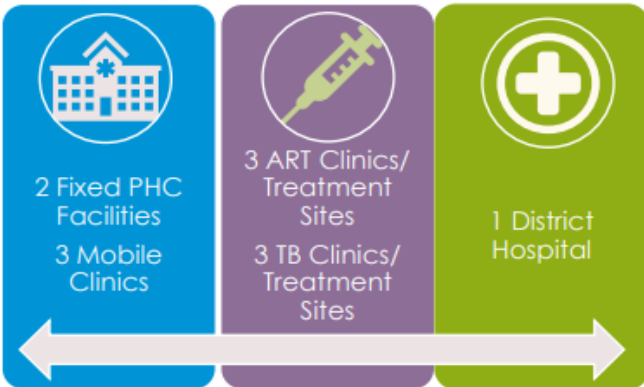 2 Fixed PHC
Facilities
3 Mobile
Clinics
3 ART Clinics/
Treatment
Sites
3 TB Clinics/
Treatment
Sites
1 District
Hospital